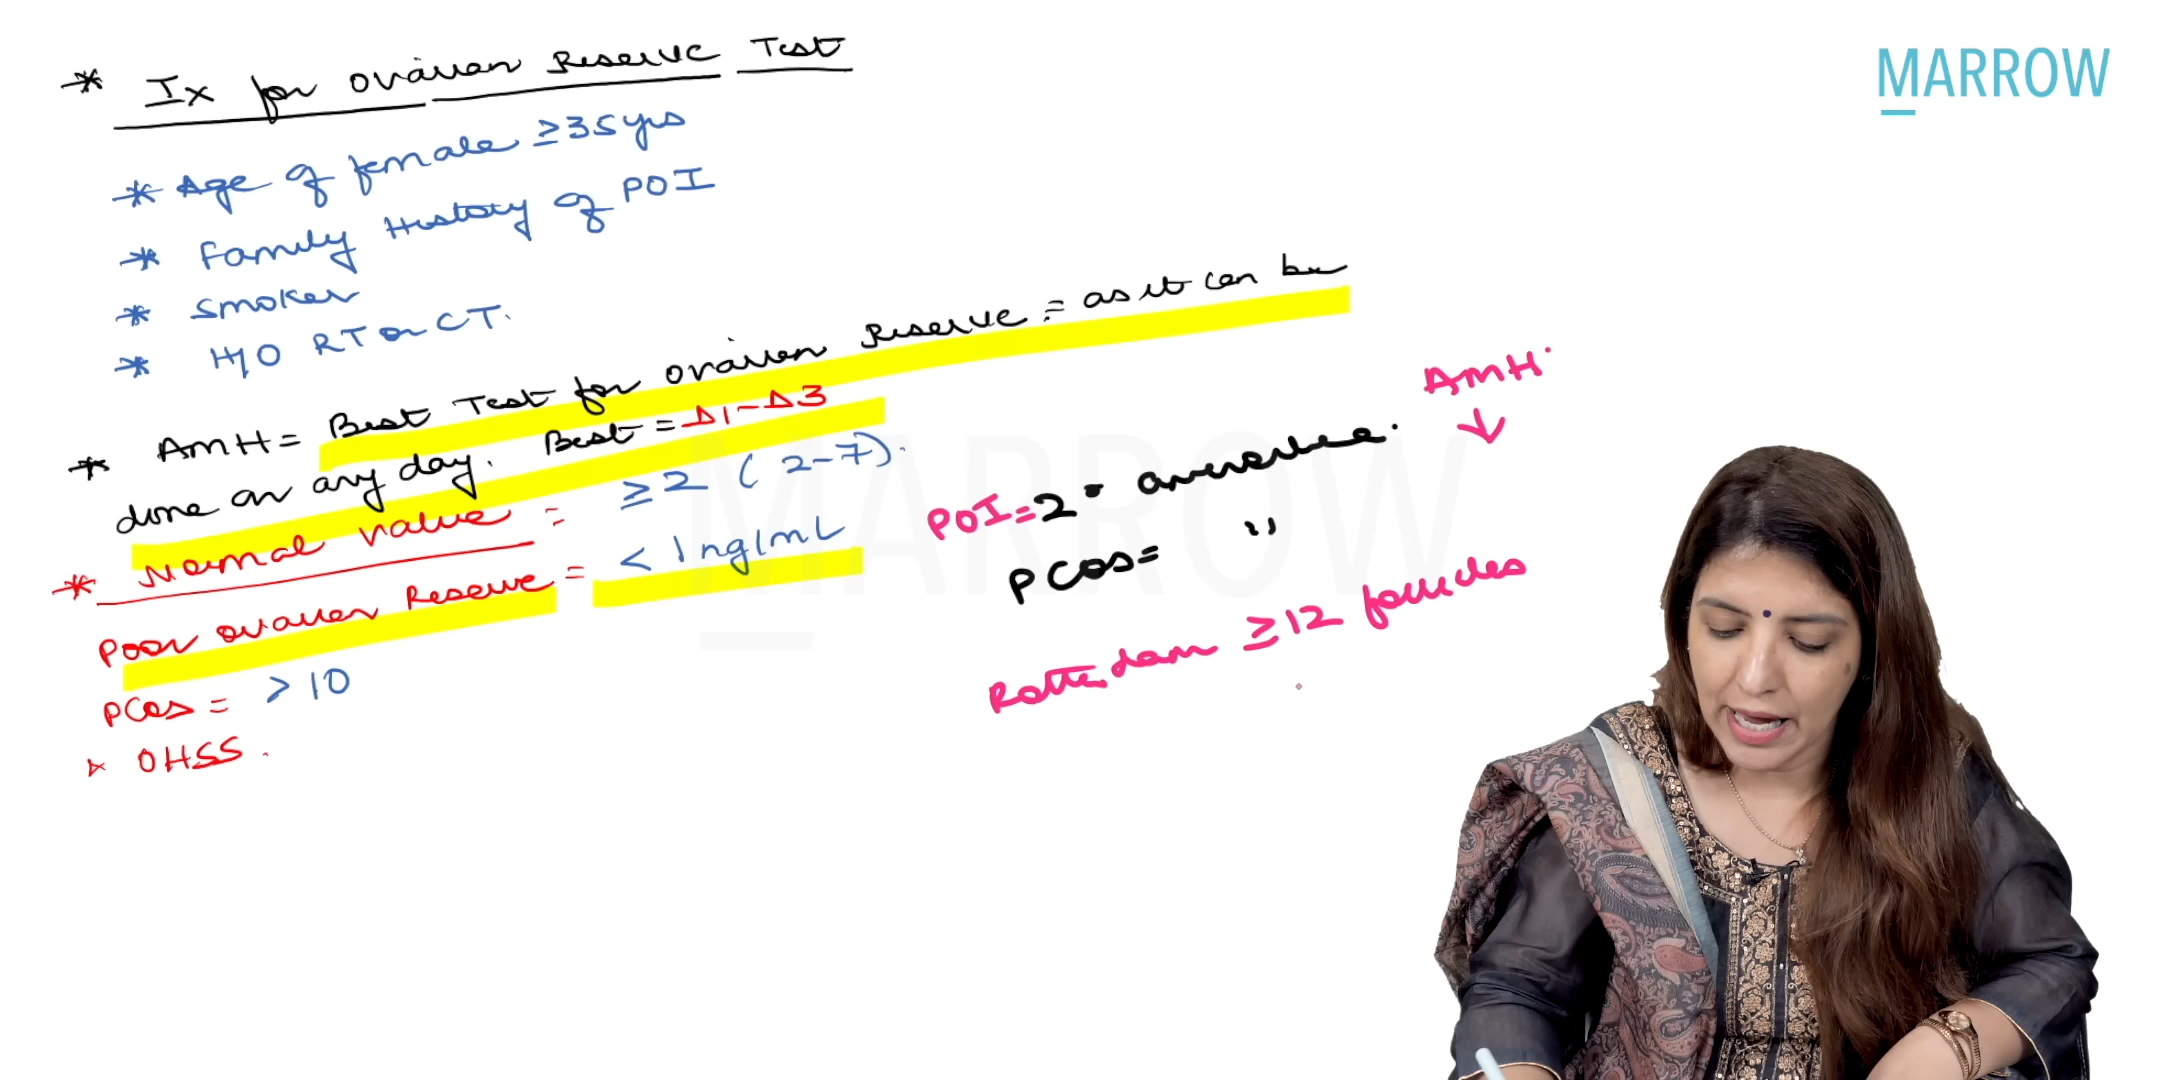 * Ix for Ovarian Reserve Test
MARROW
* Age of female ≥35yrs
* Family History of POI
* Smoker
* H/O RT or CT.
* AMH = Best Test for Ovarian Reserve = as it can be
done on any day. Best = D1-D3
* Normal Value = ≥2 (2-7).
Poor Ovarian Reserve = < 1 ng/mL
PCOS = > 10
* OHSS.
AMH.
↓
POI = 2° amenorrhea.
PCOS = "
Rotterdam ≥12 follicles
MARROW